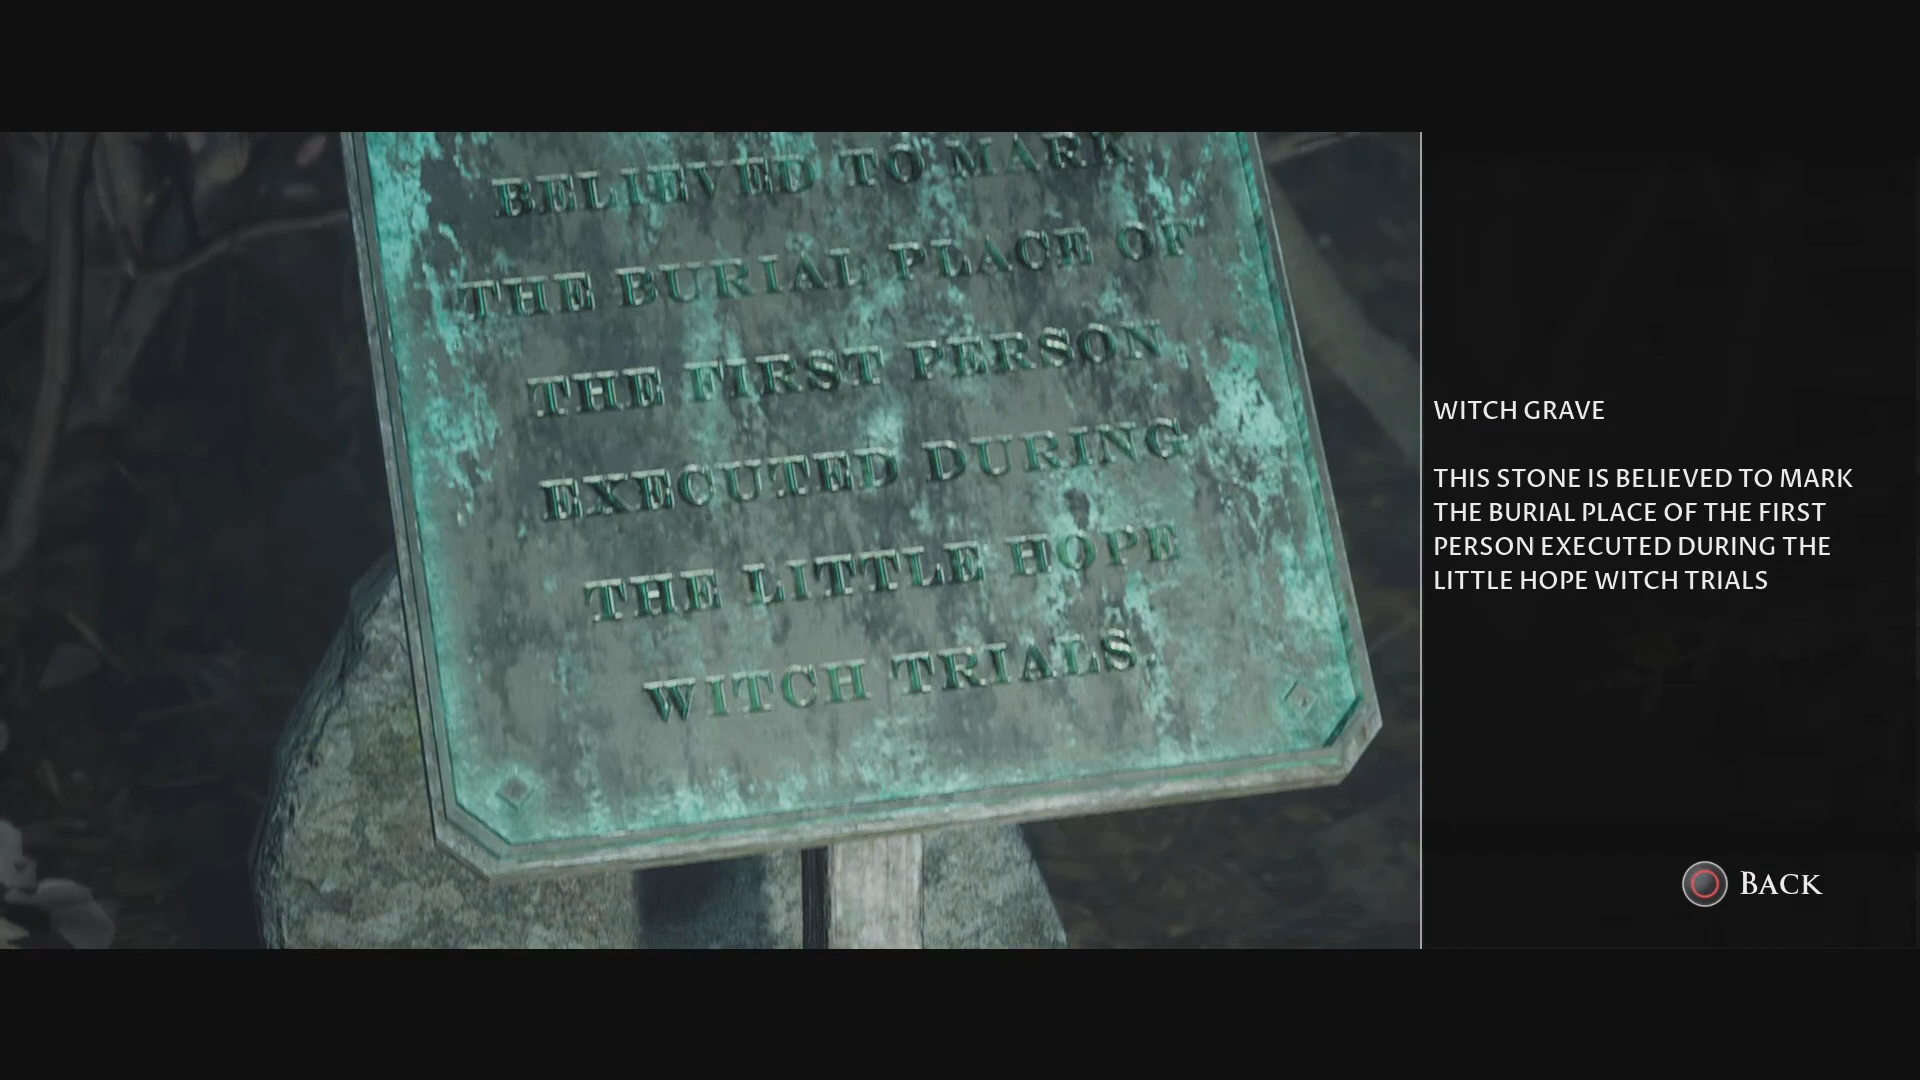 BELIEVED TO MARK
THE BURIAL PLACE OF
THE FIRST PERSON,
EXECUTED DURING
THE LITTLE HOPE
WITCH TRIALS.
WITCH GRAVE
THIS STONE IS BELIEVED TO MARK
THE BURIAL PLACE OF THE FIRST
PERSON EXECUTED DURING THE
LITTLE HOPE WITCH TRIALS
BACK